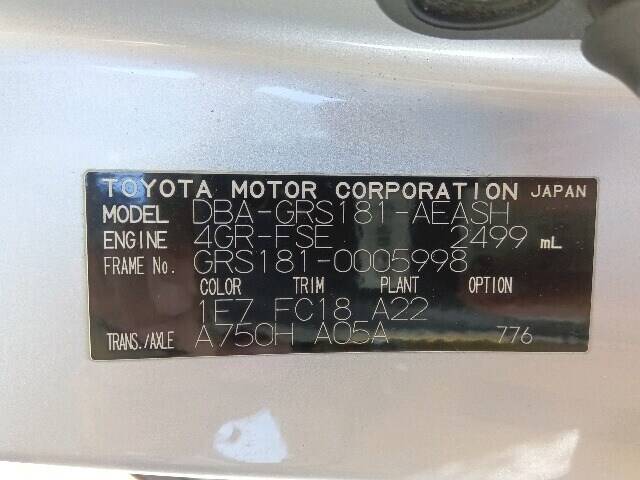 TOYOTA MOTOR CORPORATION JAPAN
MODEL DBA-GRS181-AEASH
ENGINE 4GR-FSE 2499 mL
FRAME No. GRS181-0005998
COLOR TRIM PLANT OPTION
1E7 FC18 A22
TRANS./AXLE A750H A05A 776